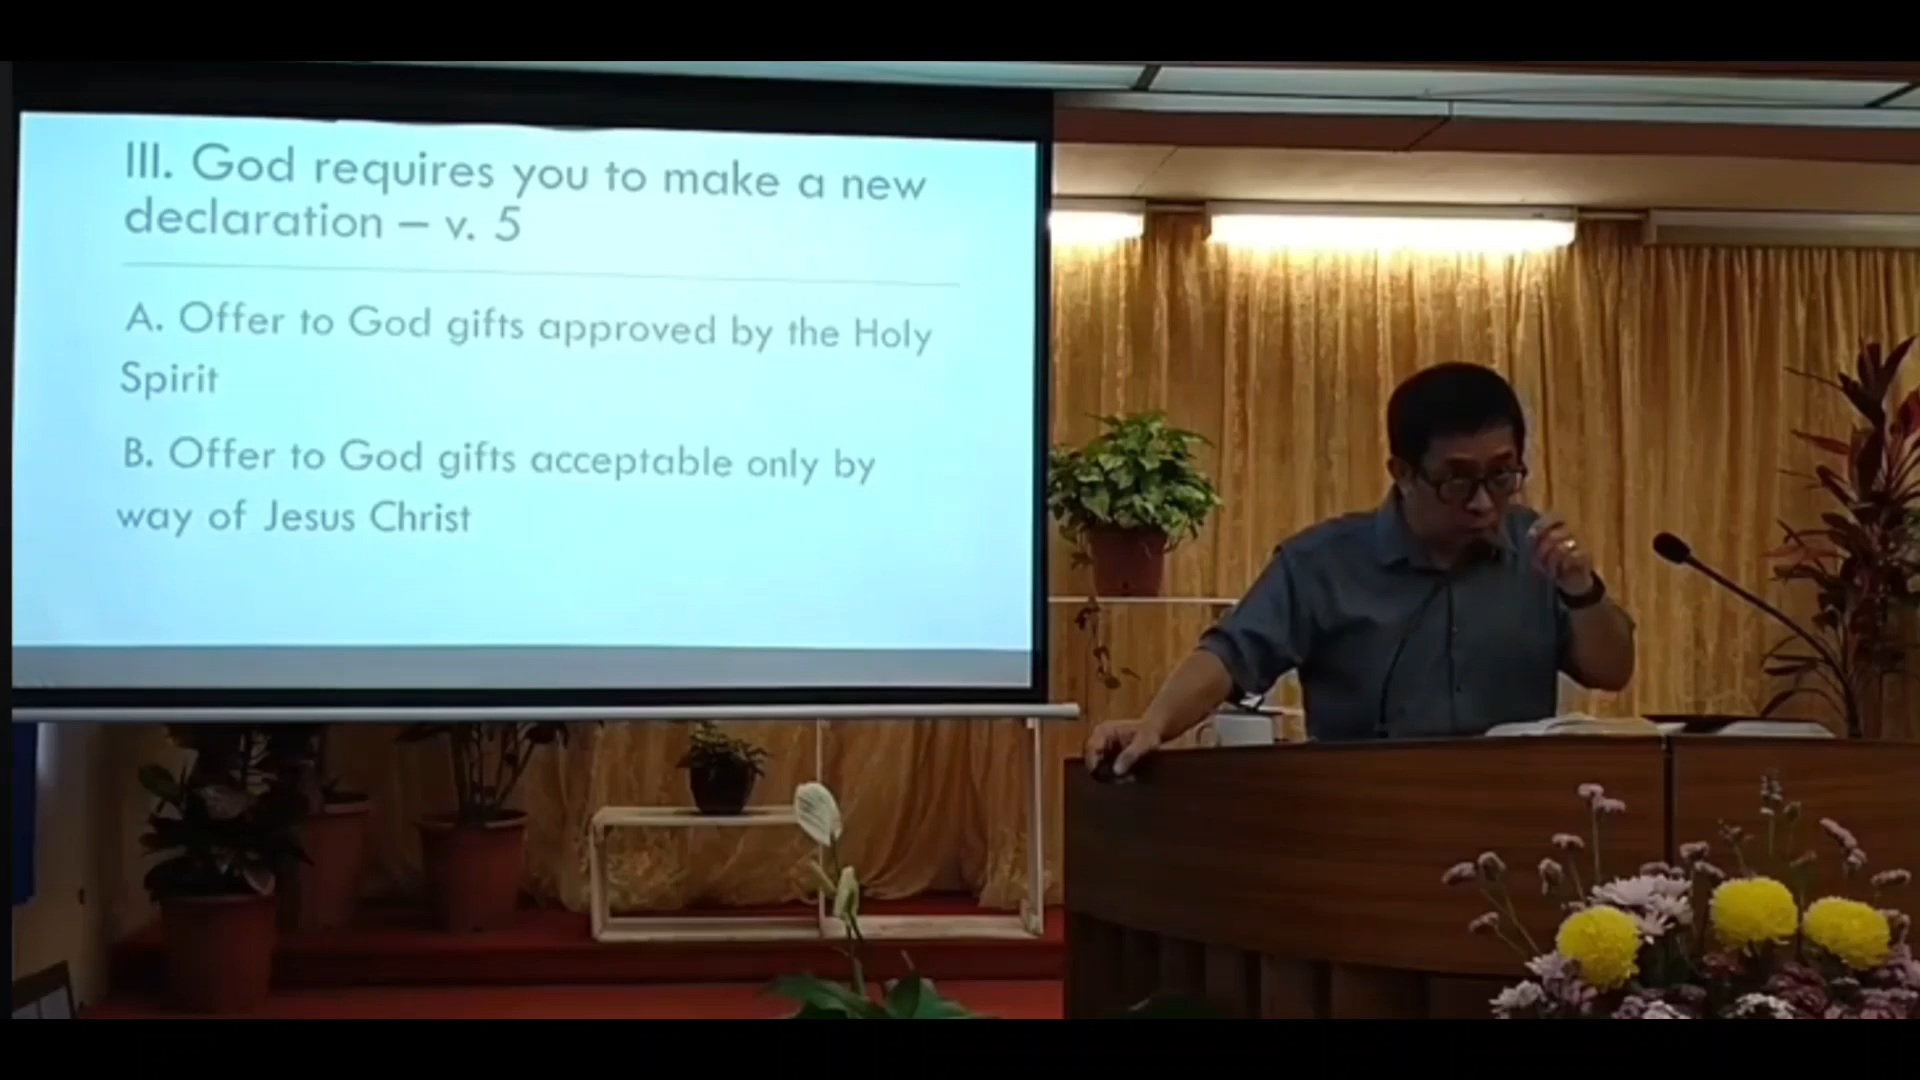 III. God requires you to make a new
declaration – v. 5
A. Offer to God gifts approved by the Holy
Spirit
B. Offer to God gifts acceptable only by
way of Jesus Christ